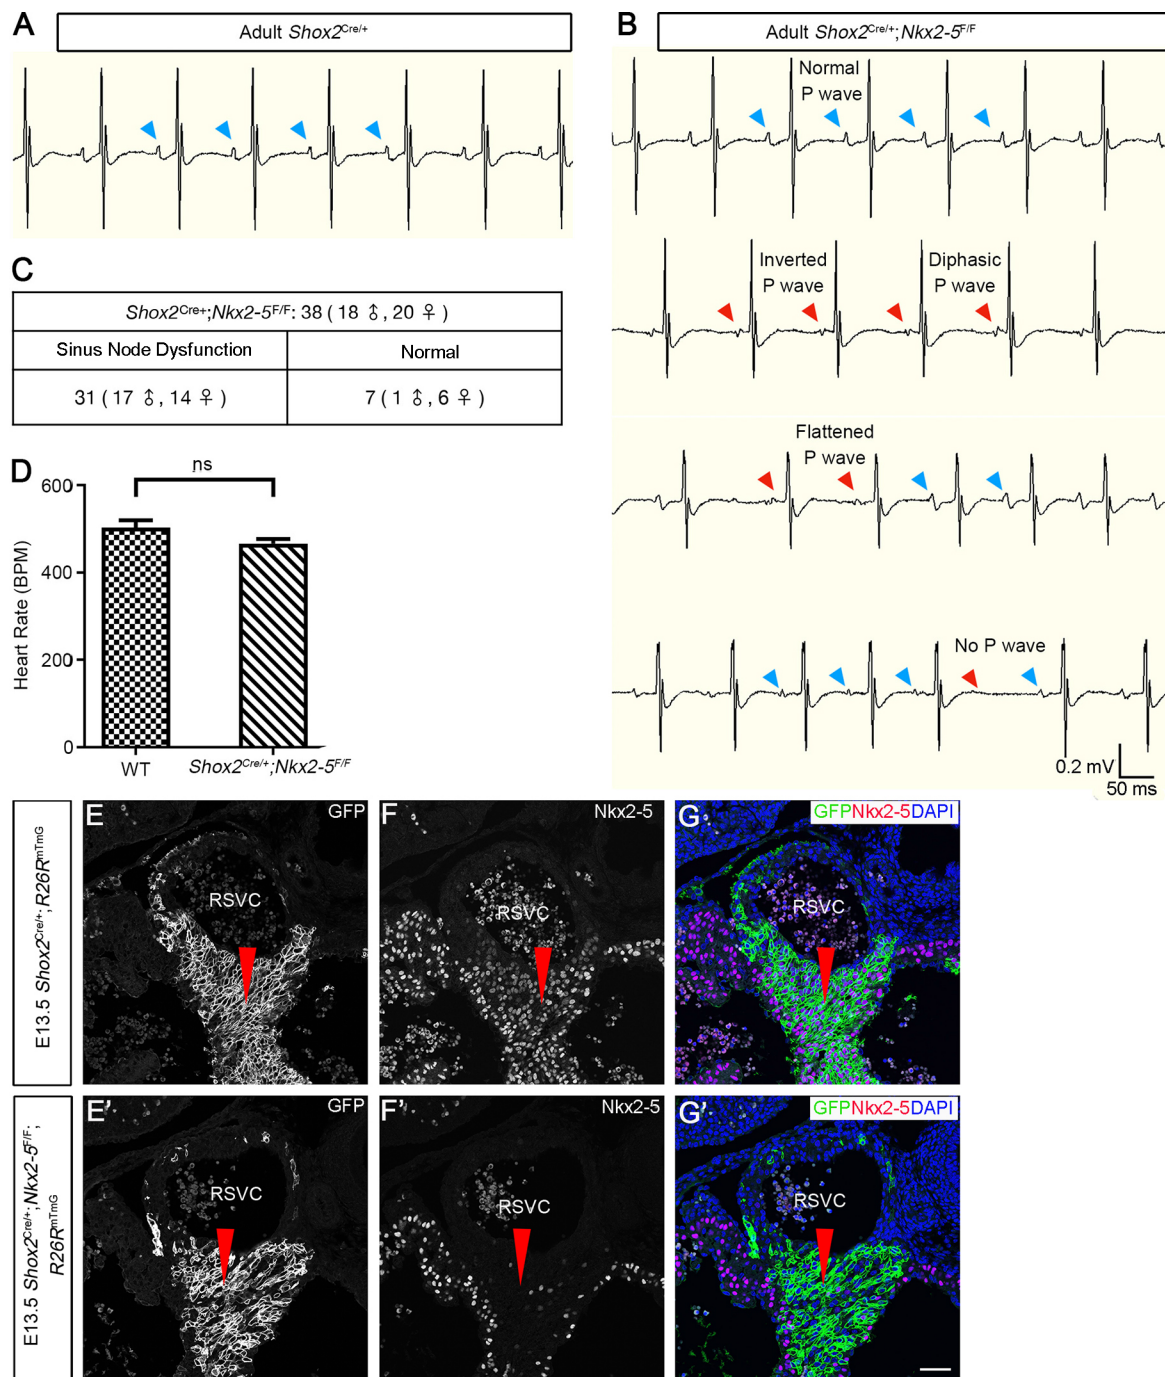 A
Adult Shox2Cre/+
B
Adult Shox2Cre/+;Nkx2-5F/F
Normal
P wave
Inverted
P wave
Diphasic
P wave
Flattened
P wave
No P wave
0.2 mV
50 ms
C
Shox2Cre+;Nkx2-5F/F: 38 ( 18 ♂, 20 ♀ )
Sinus Node Dysfunction
Normal
31 ( 17 ♂, 14 ♀ )
7 ( 1 ♂, 6 ♀ )
D
ns
Heart Rate (BPM)
600
400
200
0
WT
Shox2Cre/+;Nkx2-5F/F
E13.5 Shox2Cre/+;R26RmTmG
E
GFP
RSVC
F
Nkx2-5
RSVC
G
GFPNkx2-5DAPI
RSVC
E13.5 Shox2Cre/+;Nkx2-5F/F;
R26RmTmG
E'
GFP
RSVC
F'
Nkx2-5
RSVC
G'
GFPNkx2-5DAPI
RSVC